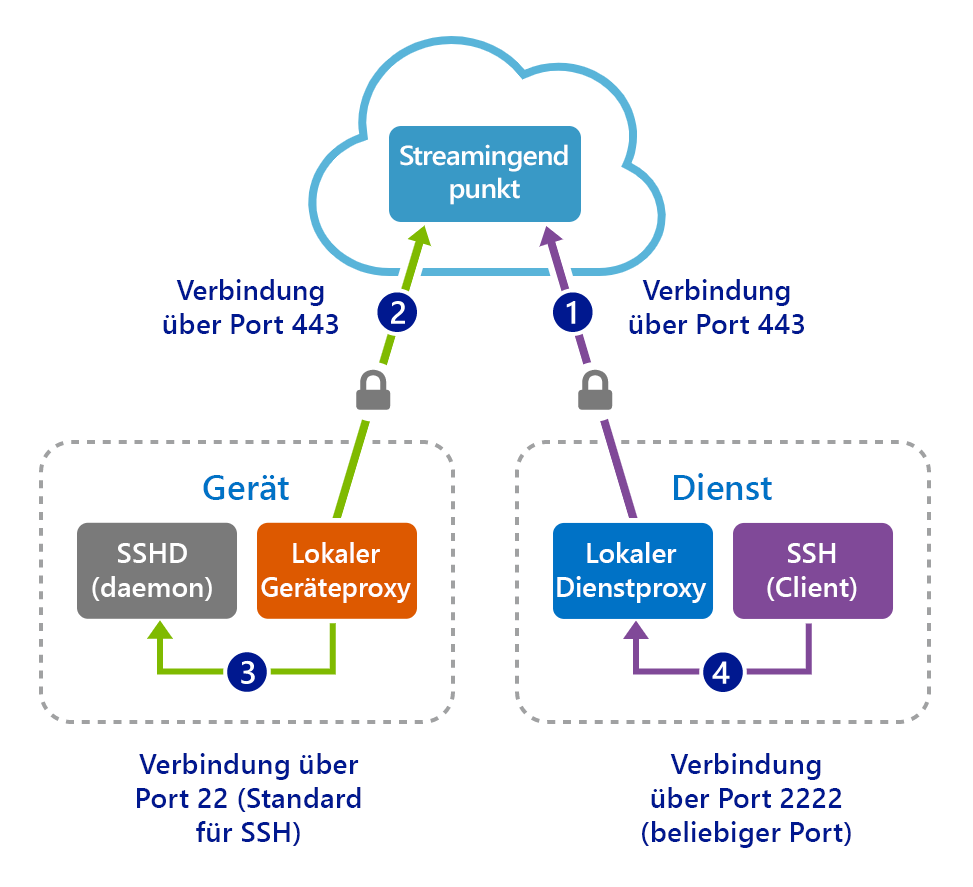 Streamingend
punkt
Verbindung
über Port 443
2
1
Verbindung
über Port 443
Gerät
SSHD
(daemon)
Lokaler
Geräteproxy
3
Dienst
Lokaler
Dienstproxy
SSH
(Client)
4
Verbindung über
Port 22 (Standard
für SSH)
Verbindung
über Port 2222
(beliebiger Port)